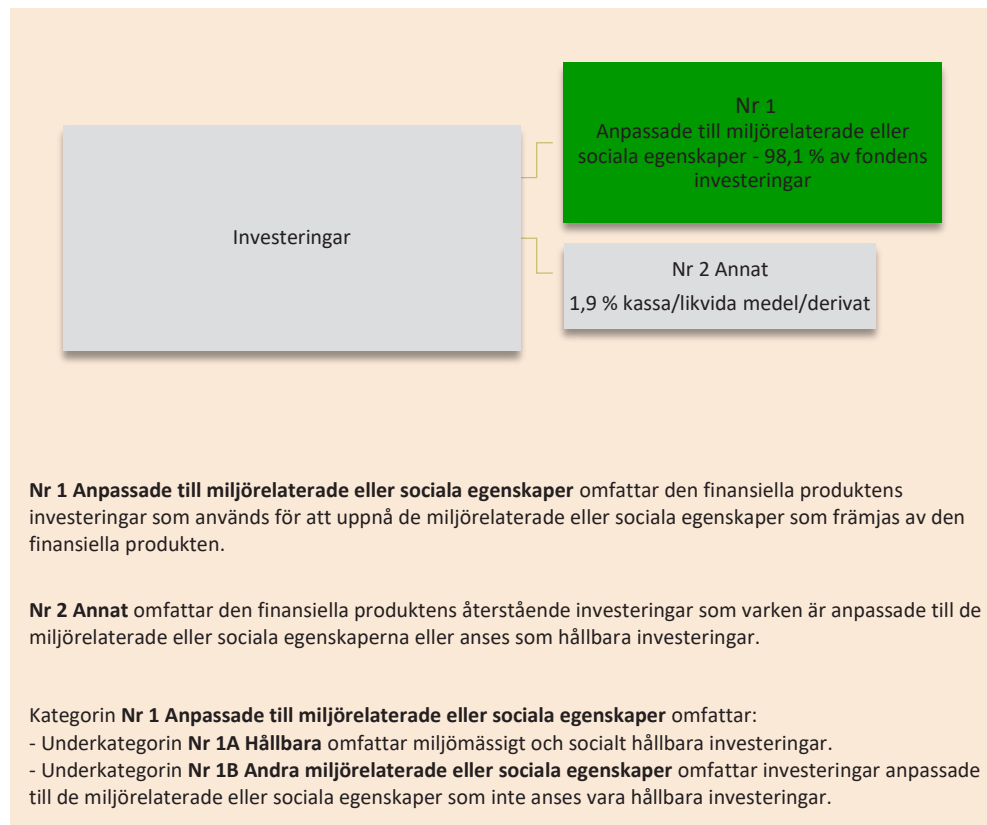 Nr 1
Anpassade till miljörelaterade eller
sociala egenskaper - 98,1 % av fondens
investeringar
Investeringar
Nr 2 Annat
1,9 % kassa/likvida medel/derivat
Nr 1 Anpassade till miljörelaterade eller sociala egenskaper omfattar den finansiella produktens
investeringar som används för att uppnå de miljörelaterade eller sociala egenskaper som främjas av den
finansiella produkten.
Nr 2 Annat omfattar den finansiella produktens återstående investeringar som varken är anpassade till de
miljörelaterade eller sociala egenskaperna eller anses som hållbara investeringar.
Kategorin Nr 1 Anpassade till miljörelaterade eller sociala egenskaper omfattar:
- Underkategorin Nr 1A Hållbara omfattar miljömässigt och socialt hållbara investeringar.
- Underkategorin Nr 1B Andra miljörelaterade eller sociala egenskaper omfattar investeringar anpassade
till de miljörelaterade eller sociala egenskaper som inte anses vara hållbara investeringar.